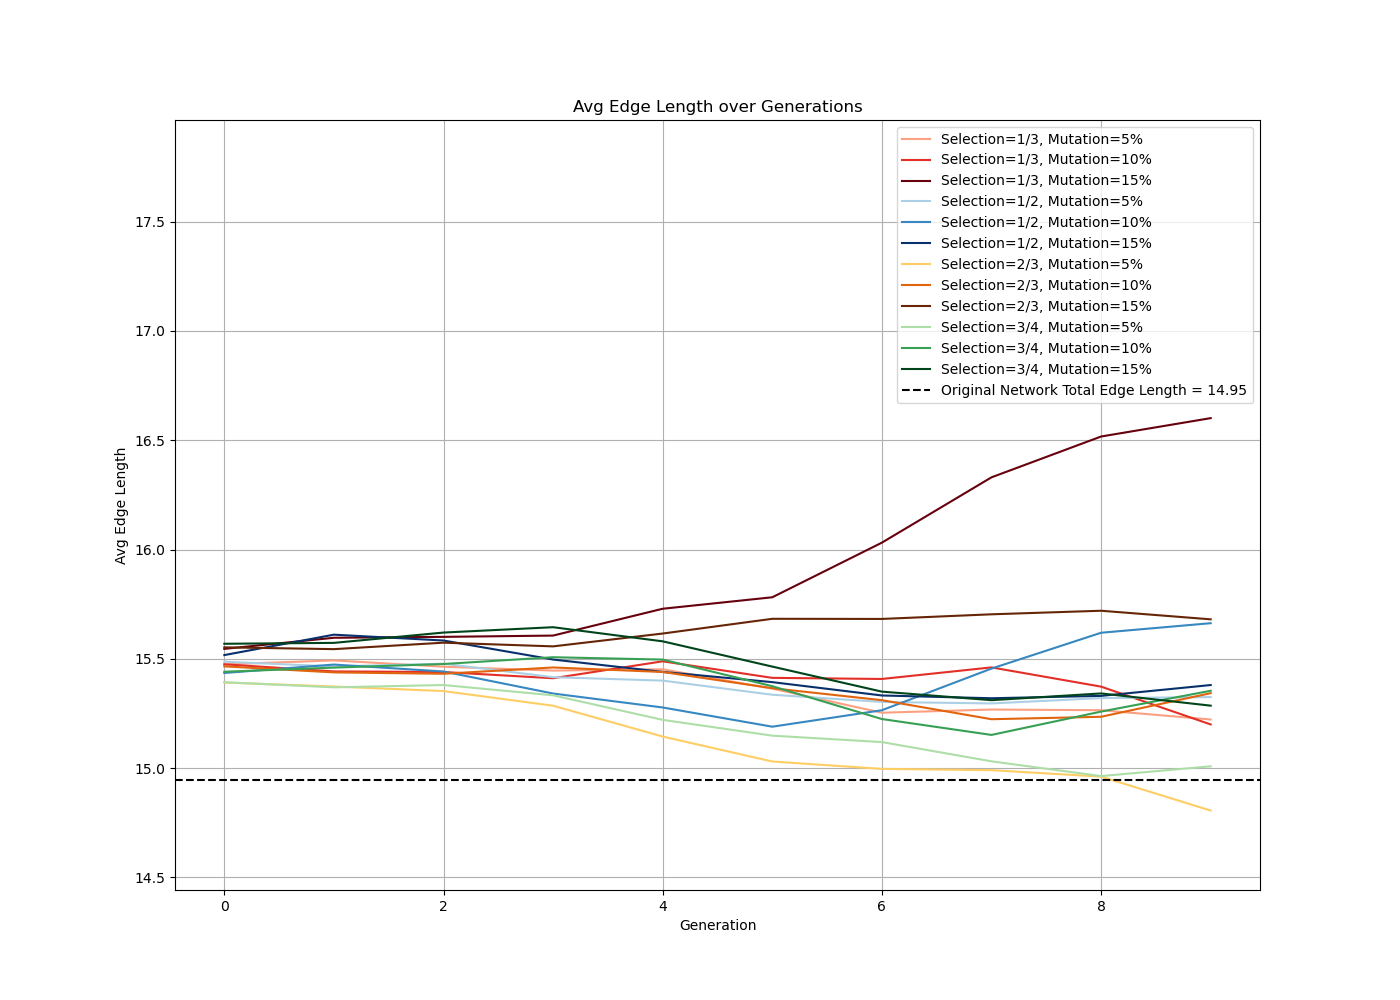 Avg Edge Length over Generations
Selection=1/3, Mutation=5%
Selection=1/3, Mutation=10%
Selection=1/3, Mutation=15%
Selection=1/2, Mutation=5%
Selection=1/2, Mutation=10%
Selection=1/2, Mutation=15%
Selection=2/3, Mutation=5%
Selection=2/3, Mutation=10%
Selection=2/3, Mutation=15%
Selection=3/4, Mutation=5%
Selection=3/4, Mutation=10%
Selection=3/4, Mutation=15%
Original Network Total Edge Length = 14.95
17.5
17.0
16.5
16.0
15.5
15.0
14.5
Avg Edge Length
0 2 4 6 8
Generation